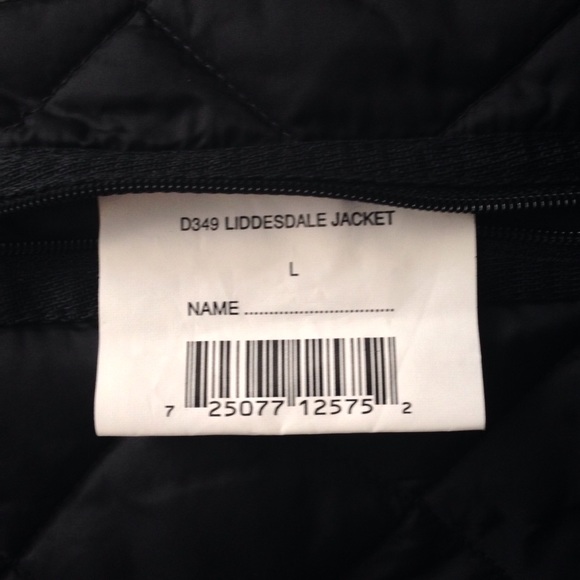 D349 LIDDESDALE JACKET
L
NAME ...............................
7 25077 12575 2